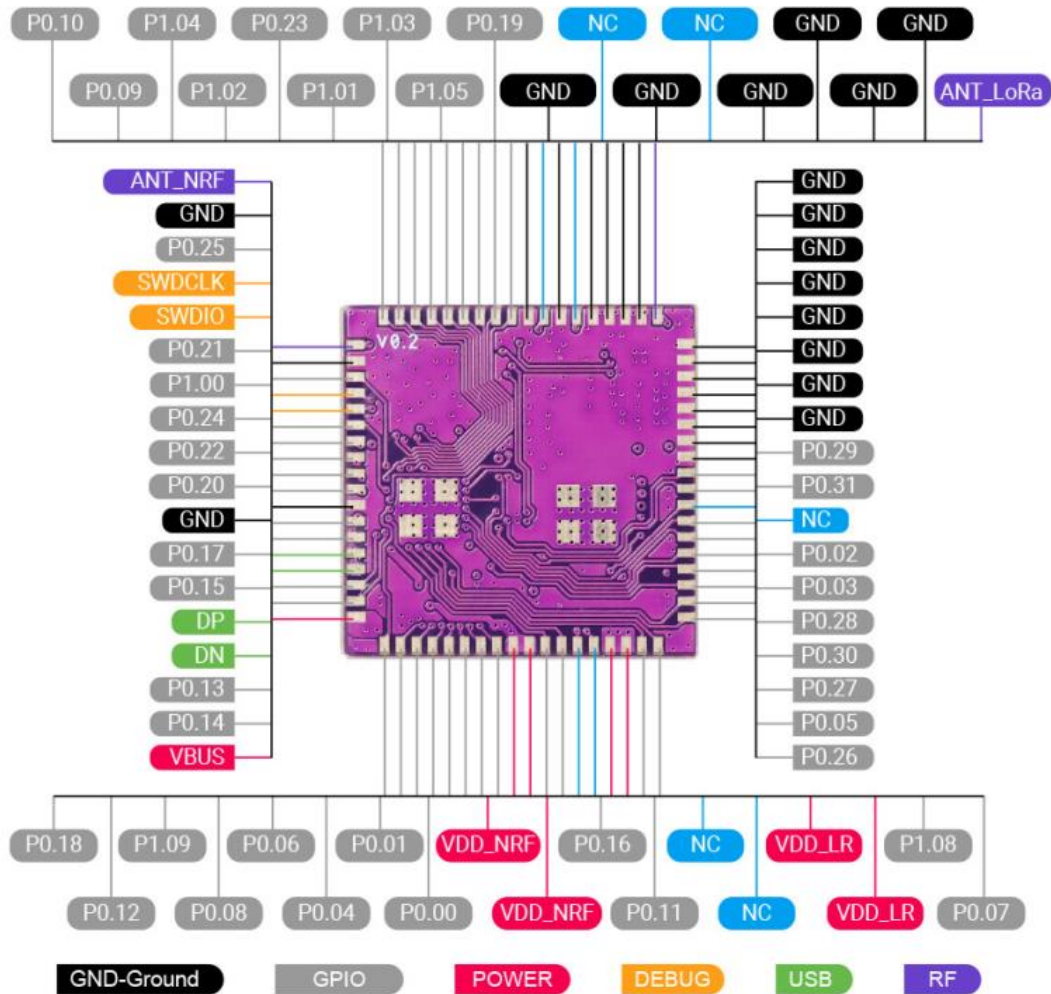 P0.10 P1.04 P0.23 P1.03 P0.19 NC NC GND GND
P0.09 P1.02 P1.01 P1.05 GND GND GND GND ANT_LoRa
ANT_NRF GND
GND GND
P0.25 GND
SWDCLK GND
SWDIO GND
V0.2
P0.21 GND
P1.00 GND
P0.24 GND
P0.22 P0.29
P0.20 P0.31
GND NC
P0.17 P0.02
P0.15 P0.03
DP P0.28
DN P0.30
P0.13 P0.27
P0.14 P0.05
VBUS P0.26
P0.18 P1.09 P0.06 P0.01 VDD_NRF P0.16 NC VDD_LR P1.08
P0.12 P0.08 P0.04 P0.00 VDD_NRF P0.11 NC VDD_LR P0.07
GND-Ground GPIO POWER DEBUG USB RF